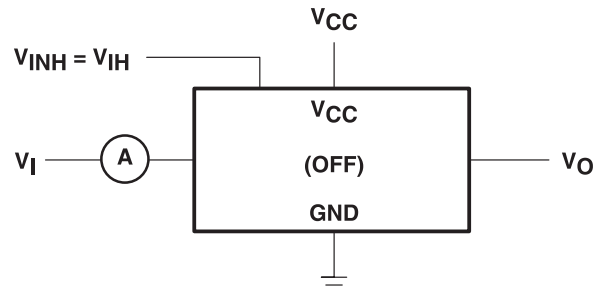 VCC
VINH = VIH
VCC
VI
A
(OFF)
VO
GND